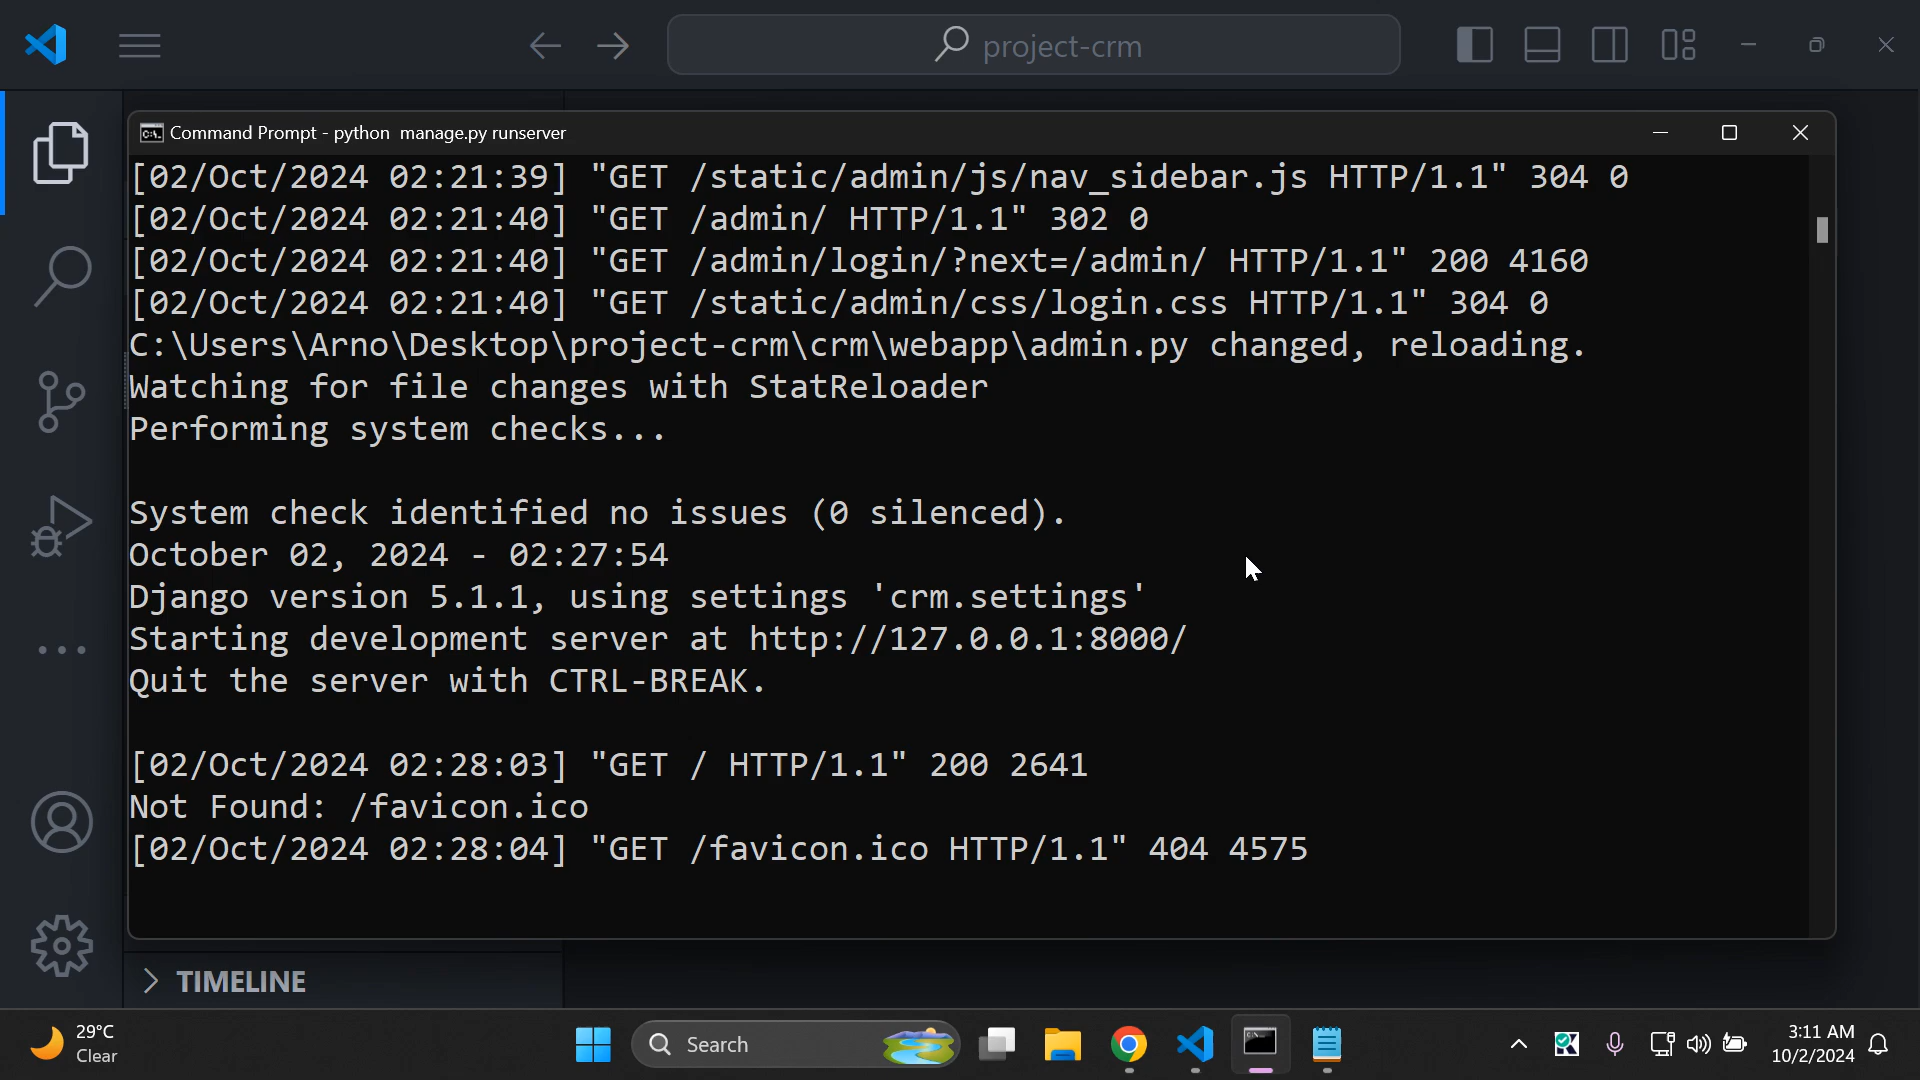 project-crm
Command Prompt - python  manage.py runserver
[02/Oct/2024 02:21:39] "GET /static/admin/js/nav_sidebar.js HTTP/1.1" 304 0
[02/Oct/2024 02:21:40] "GET /admin/ HTTP/1.1" 302 0
[02/Oct/2024 02:21:40] "GET /admin/login/?next=/admin/ HTTP/1.1" 200 4160
[02/Oct/2024 02:21:40] "GET /static/admin/css/login.css HTTP/1.1" 304 0
C:\Users\Arno\Desktop\project-crm\crm\webapp\admin.py changed, reloading.
Watching for file changes with StatReloader
Performing system checks...
System check identified no issues (0 silenced).
October 02, 2024 - 02:27:54
Django version 5.1.1, using settings 'crm.settings'
Starting development server at http://127.0.0.1:8000/
Quit the server with CTRL-BREAK.
[02/Oct/2024 02:28:03] "GET / HTTP/1.1" 200 2641
Not Found: /favicon.ico
[02/Oct/2024 02:28:04] "GET /favicon.ico HTTP/1.1" 404 4575
TIMELINE
29°C
Clear
Search
3:11 AM
10/2/2024